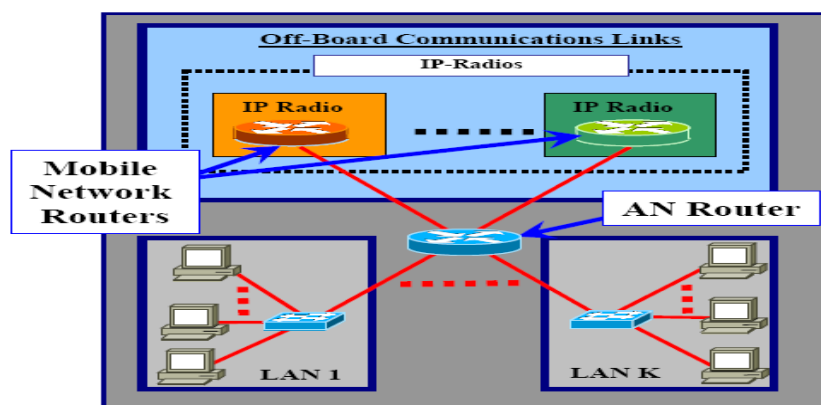 Off-Board Communications Links
IP-Radios
IP Radio
IP Radio
Mobile
Network
Routers
AN Router
LAN 1
LAN K